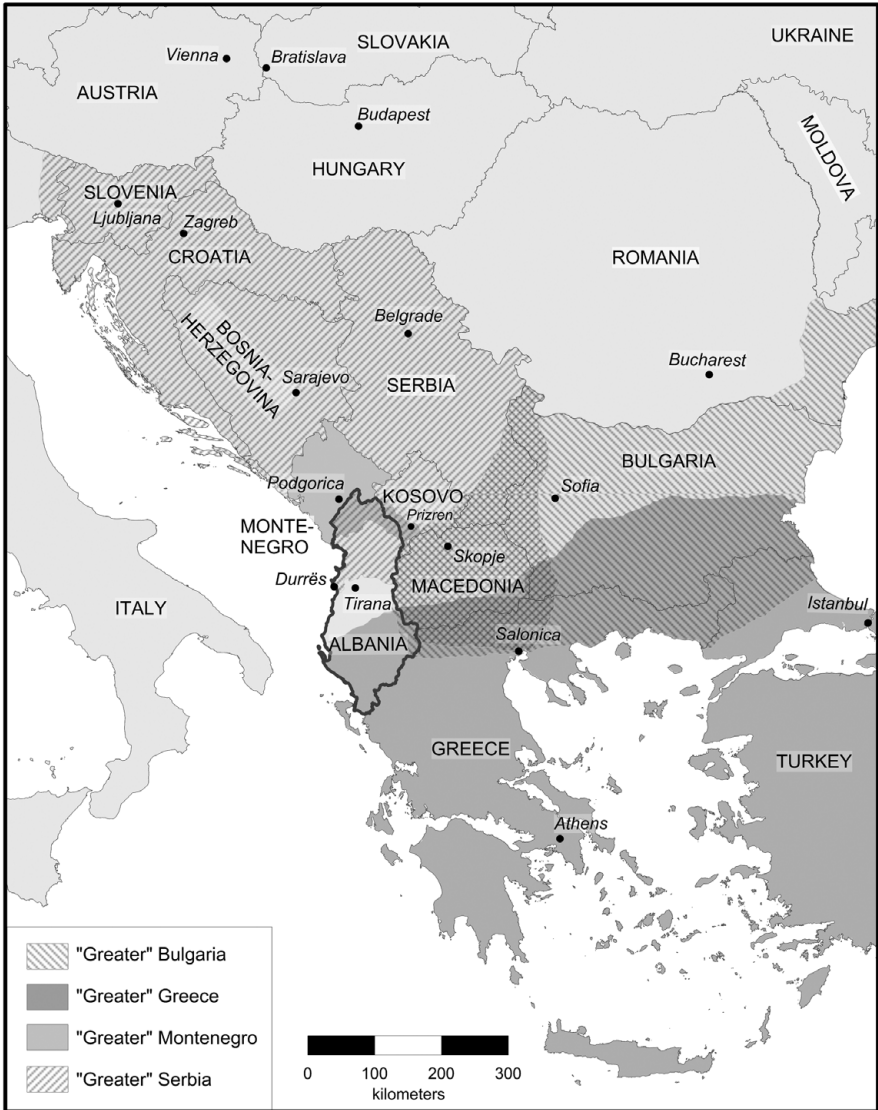 UKRAINE
SLOVAKIA
Vienna
Bratislava
AUSTRIA
Budapest
MOLDOVA
HUNGARY
SLOVENIA
Ljubljana
Zagreb
CROATIA
ROMANIA
BOSNIA-
HERZEGOVINA
Belgrade
Bucharest
Sarajevo
SERBIA
BULGARIA
Podgorica
KOSOVO
Sofia
Prizren
MONTE-
NEGRO
Skopje
Durrës
MACEDONIA
Tirana
ITALY
Istanbul
Salonica
ALBANIA
GREECE
TURKEY
Athens
"Greater" Bulgaria
"Greater" Greece
"Greater" Montenegro
"Greater" Serbia
0 100 200 300
kilometers